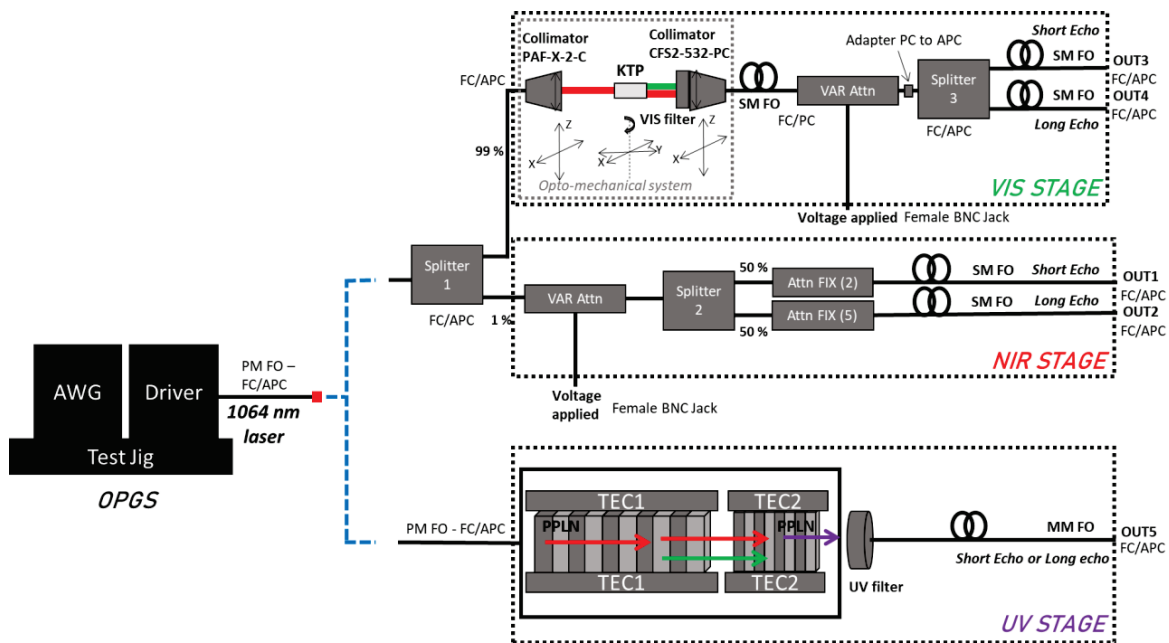 Collimator
PAF-X-2-C
Collimator
CFS2-532-PC
FC/APC
KTP
VIS filter
Z
X
X
Y
Z
X
Opto-mechanical system
99 %
SM FO
FC/PC
VAR Attn
Adapter PC to APC
Splitter
3
FC/APC
Short Echo
SM FO
OUT3
FC/APC
SM FO
OUT4
FC/APC
Long Echo
VIS STAGE
Voltage applied Female BNC Jack
Splitter
1
FC/APC
1 %
VAR Attn
Voltage
applied Female BNC Jack
Splitter
2
50 %
50 %
Attn FIX (2)
Attn FIX (5)
SM FO
Short Echo
OUT1
FC/APC
SM FO
Long Echo
OUT2
FC/APC
NIR STAGE
AWG
Driver
Test Jig
OPGS
PM FO –
FC/APC
1064 nm
laser
PM FO - FC/APC
TEC1
TEC2
PPLN
PPLN
TEC1
TEC2
UV filter
MM FO
OUT5
FC/APC
Short Echo or Long echo
UV STAGE